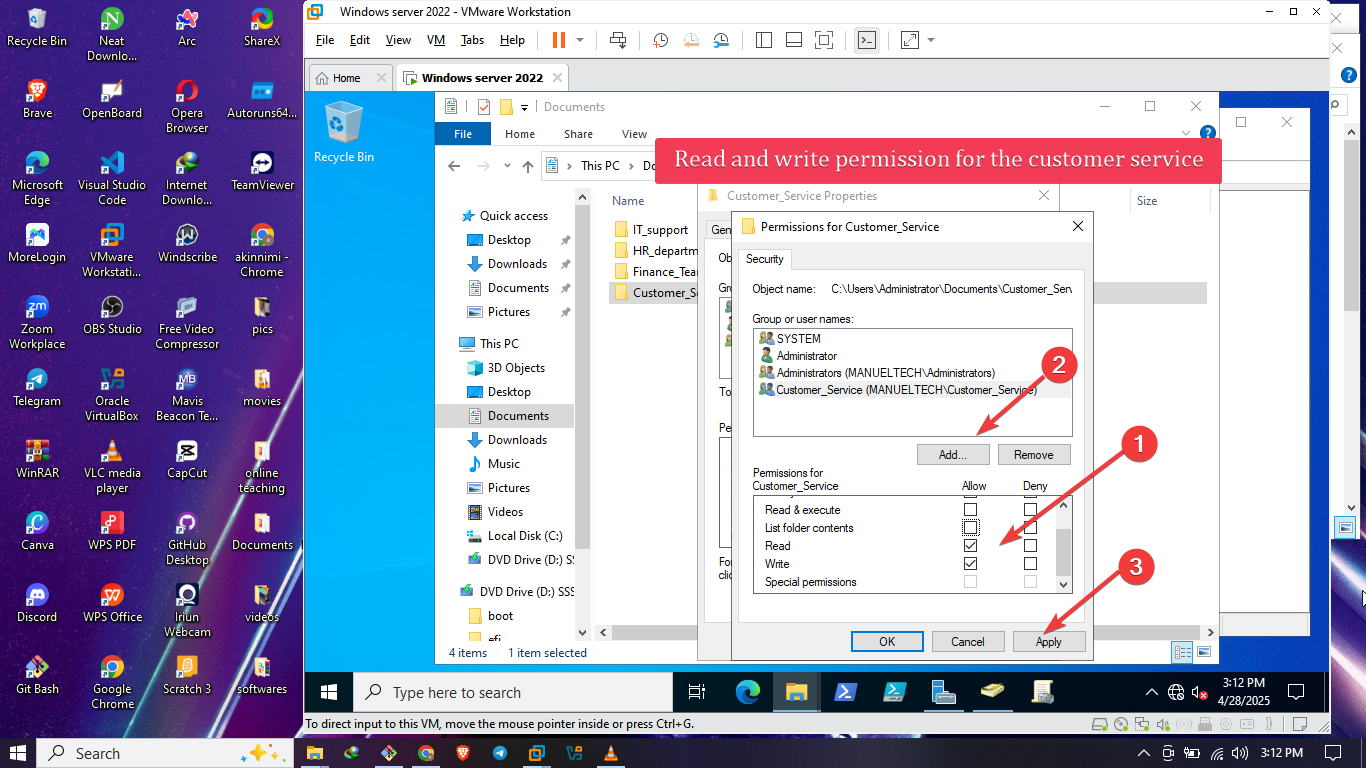 Recycle Bin
Neat Downlo...
Arc
ShareX
Brave
OpenBoard
Opera Browser
Autoruns64...
Microsoft Edge
Visual Studio Code
Internet Downlo...
TeamViewer
MoreLogin
VMware Workstati...
Windscribe
akinnimi - Chrome
Zoom Workplace
OBS Studio
Free Video Compressor
pics
Telegram
Oracle VirtualBox
Mavis Beacon Te...
movies
WinRAR
VLC media player
CapCut
online teaching
Canva
WPS PDF
GitHub Desktop
Documents
Discord
WPS Office
Iriun Webcam
videos
Git Bash
Google Chrome
Scratch 3
softwares
Windows server 2022 - VMware Workstation
File Edit View VM Tabs Help
Home
Windows server 2022
Recycle Bin
Documents
File Home Share View
This PC
Read and write permission for the customer service
Name
Size
Quick access
Desktop
Downloads
Documents
Pictures
This PC
3D Objects
Desktop
Documents
Downloads
Music
Pictures
Videos
Local Disk (C:)
DVD Drive (D:) SSS
DVD Drive (D:) SSS
boot
efi
IT_support
HR_departm
Finance_Tea
Customer_Se
4 items 1 item selected
Customer_Service Properties
Gen
Permissions for Customer_Service
Security
Object name: C:\Users\Administrator\Documents\Customer_Serv
Group or user names:
SYSTEM
Administrator
Administrators (MANUELTECH\Administrators)
Customer_Service (MANUELTECH\Customer_Service)
2
Add... Remove
1
Permissions for Customer_Service
Allow Deny
Read & execute
List folder contents
Read
Write
Special permissions
3
OK Cancel Apply
Type here to search
3:12 PM
4/28/2025
To direct input to this VM, move the mouse pointer inside or press Ctrl+G.
Search
3:12 PM